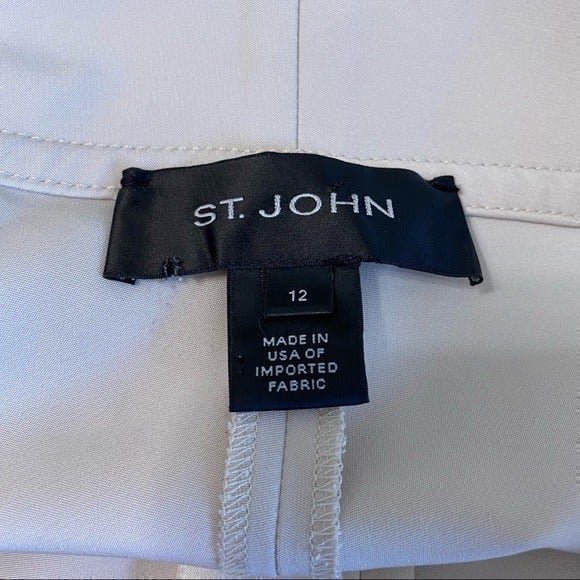 ST. JOHN
12
MADE IN
USA OF
IMPORTED
FABRIC